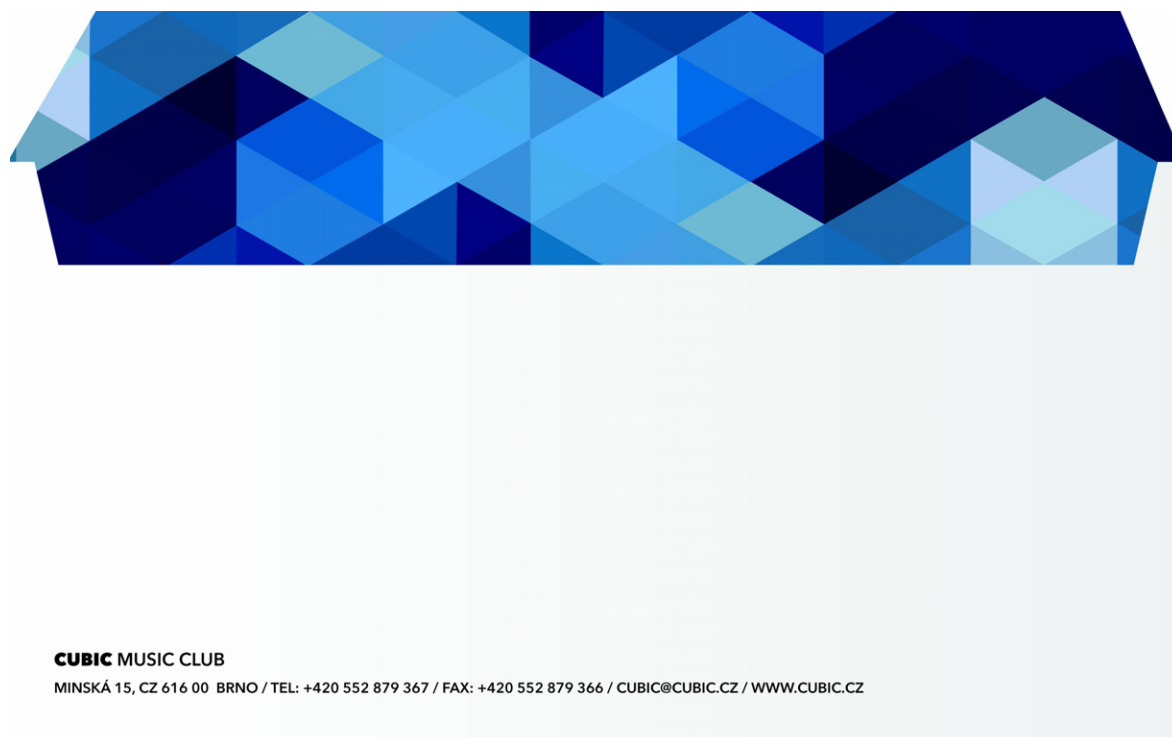 CUBIC MUSIC CLUB
MINSKÁ 15, CZ 616 00 BRNO / TEL: +420 552 879 367 / FAX: +420 552 879 366 / CUBIC@CUBIC.CZ / WWW.CUBIC.CZ